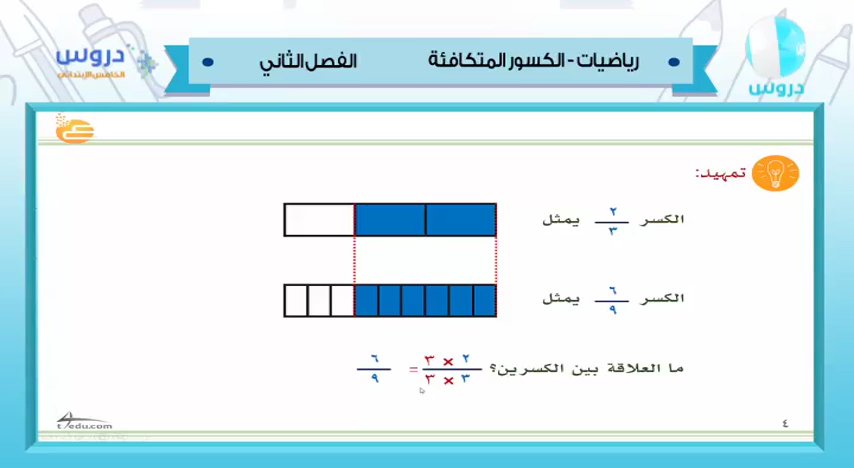 دروس
رياضيات - الكسور المتكافئة
الفصل الثاني
دروس
الخامس الإبتدائي
تمهيد:
الكسر ٢/٣ يمثل
الكسر ٦/٩ يمثل
ما العلاقة بين الكسرين؟ ٢ × ٣ / ٣ × ٣ = ٦/٩
t4edu.com
٤